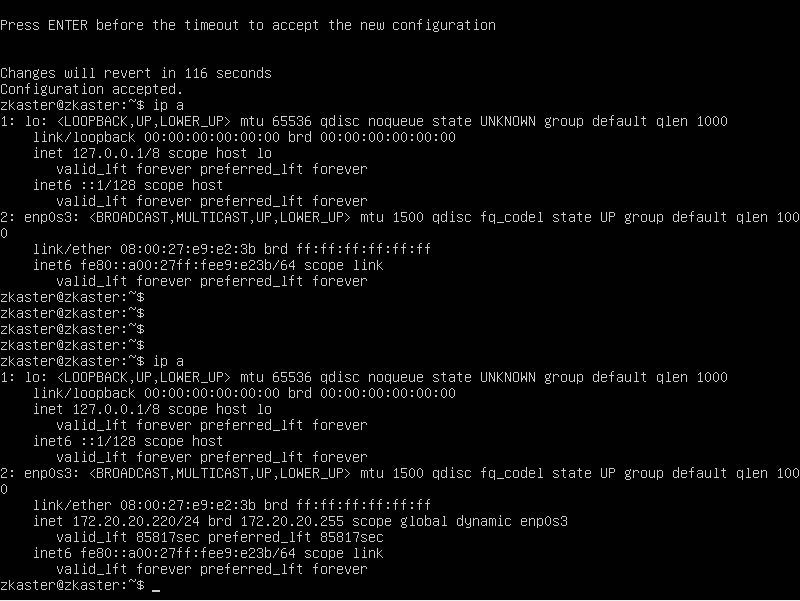 Press ENTER before the timeout to accept the new configuration
Changes will revert in 116 seconds
Configuration accepted.
zkaster@zkaster:~$ ip a
1: lo: <LOOPBACK,UP,LOWER_UP> mtu 65536 qdisc noqueue state UNKNOWN group default qlen 1000
    link/loopback 00:00:00:00:00:00 brd 00:00:00:00:00:00
    inet 127.0.0.1/8 scope host lo
       valid_lft forever preferred_lft forever
    inet6 ::1/128 scope host
       valid_lft forever preferred_lft forever
2: enp0s3: <BROADCAST,MULTICAST,UP,LOWER_UP> mtu 1500 qdisc fq_codel state UP group default qlen 100
0
    link/ether 08:00:27:e9:e2:3b brd ff:ff:ff:ff:ff:ff
    inet6 fe80::a00:27ff:fee9:e23b/64 scope link
       valid_lft forever preferred_lft forever
zkaster@zkaster:~$
zkaster@zkaster:~$
zkaster@zkaster:~$
zkaster@zkaster:~$
zkaster@zkaster:~$ ip a
1: lo: <LOOPBACK,UP,LOWER_UP> mtu 65536 qdisc noqueue state UNKNOWN group default qlen 1000
    link/loopback 00:00:00:00:00:00 brd 00:00:00:00:00:00
    inet 127.0.0.1/8 scope host lo
       valid_lft forever preferred_lft forever
    inet6 ::1/128 scope host
       valid_lft forever preferred_lft forever
2: enp0s3: <BROADCAST,MULTICAST,UP,LOWER_UP> mtu 1500 qdisc fq_codel state UP group default qlen 100
0
    link/ether 08:00:27:e9:e2:3b brd ff:ff:ff:ff:ff:ff
    inet 172.20.20.220/24 brd 172.20.20.255 scope global dynamic enp0s3
       valid_lft 85817sec preferred_lft 85817sec
    inet6 fe80::a00:27ff:fee9:e23b/64 scope link
       valid_lft forever preferred_lft forever
zkaster@zkaster:~$ _